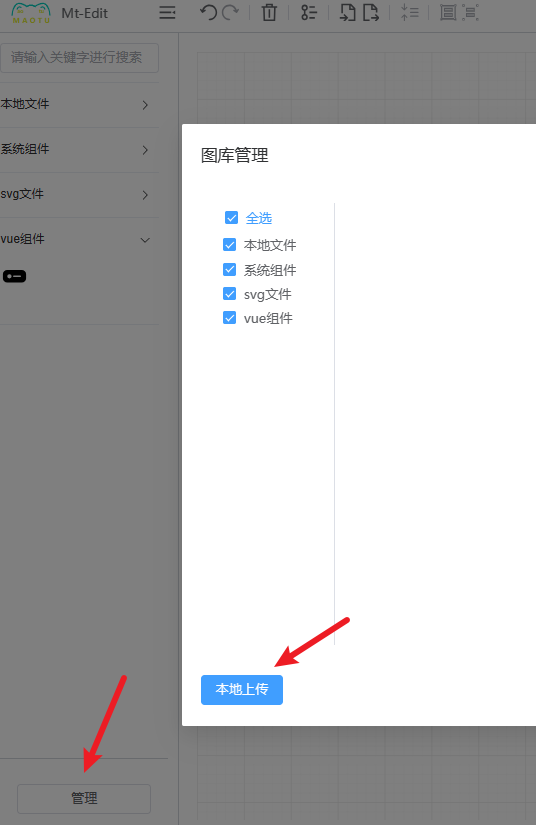 MAOTU
Mt-Edit
请输入关键字进行搜索
本地文件
系统组件
svg文件
vue组件
图库管理
全选
本地文件
系统组件
svg文件
vue组件
本地上传
管理